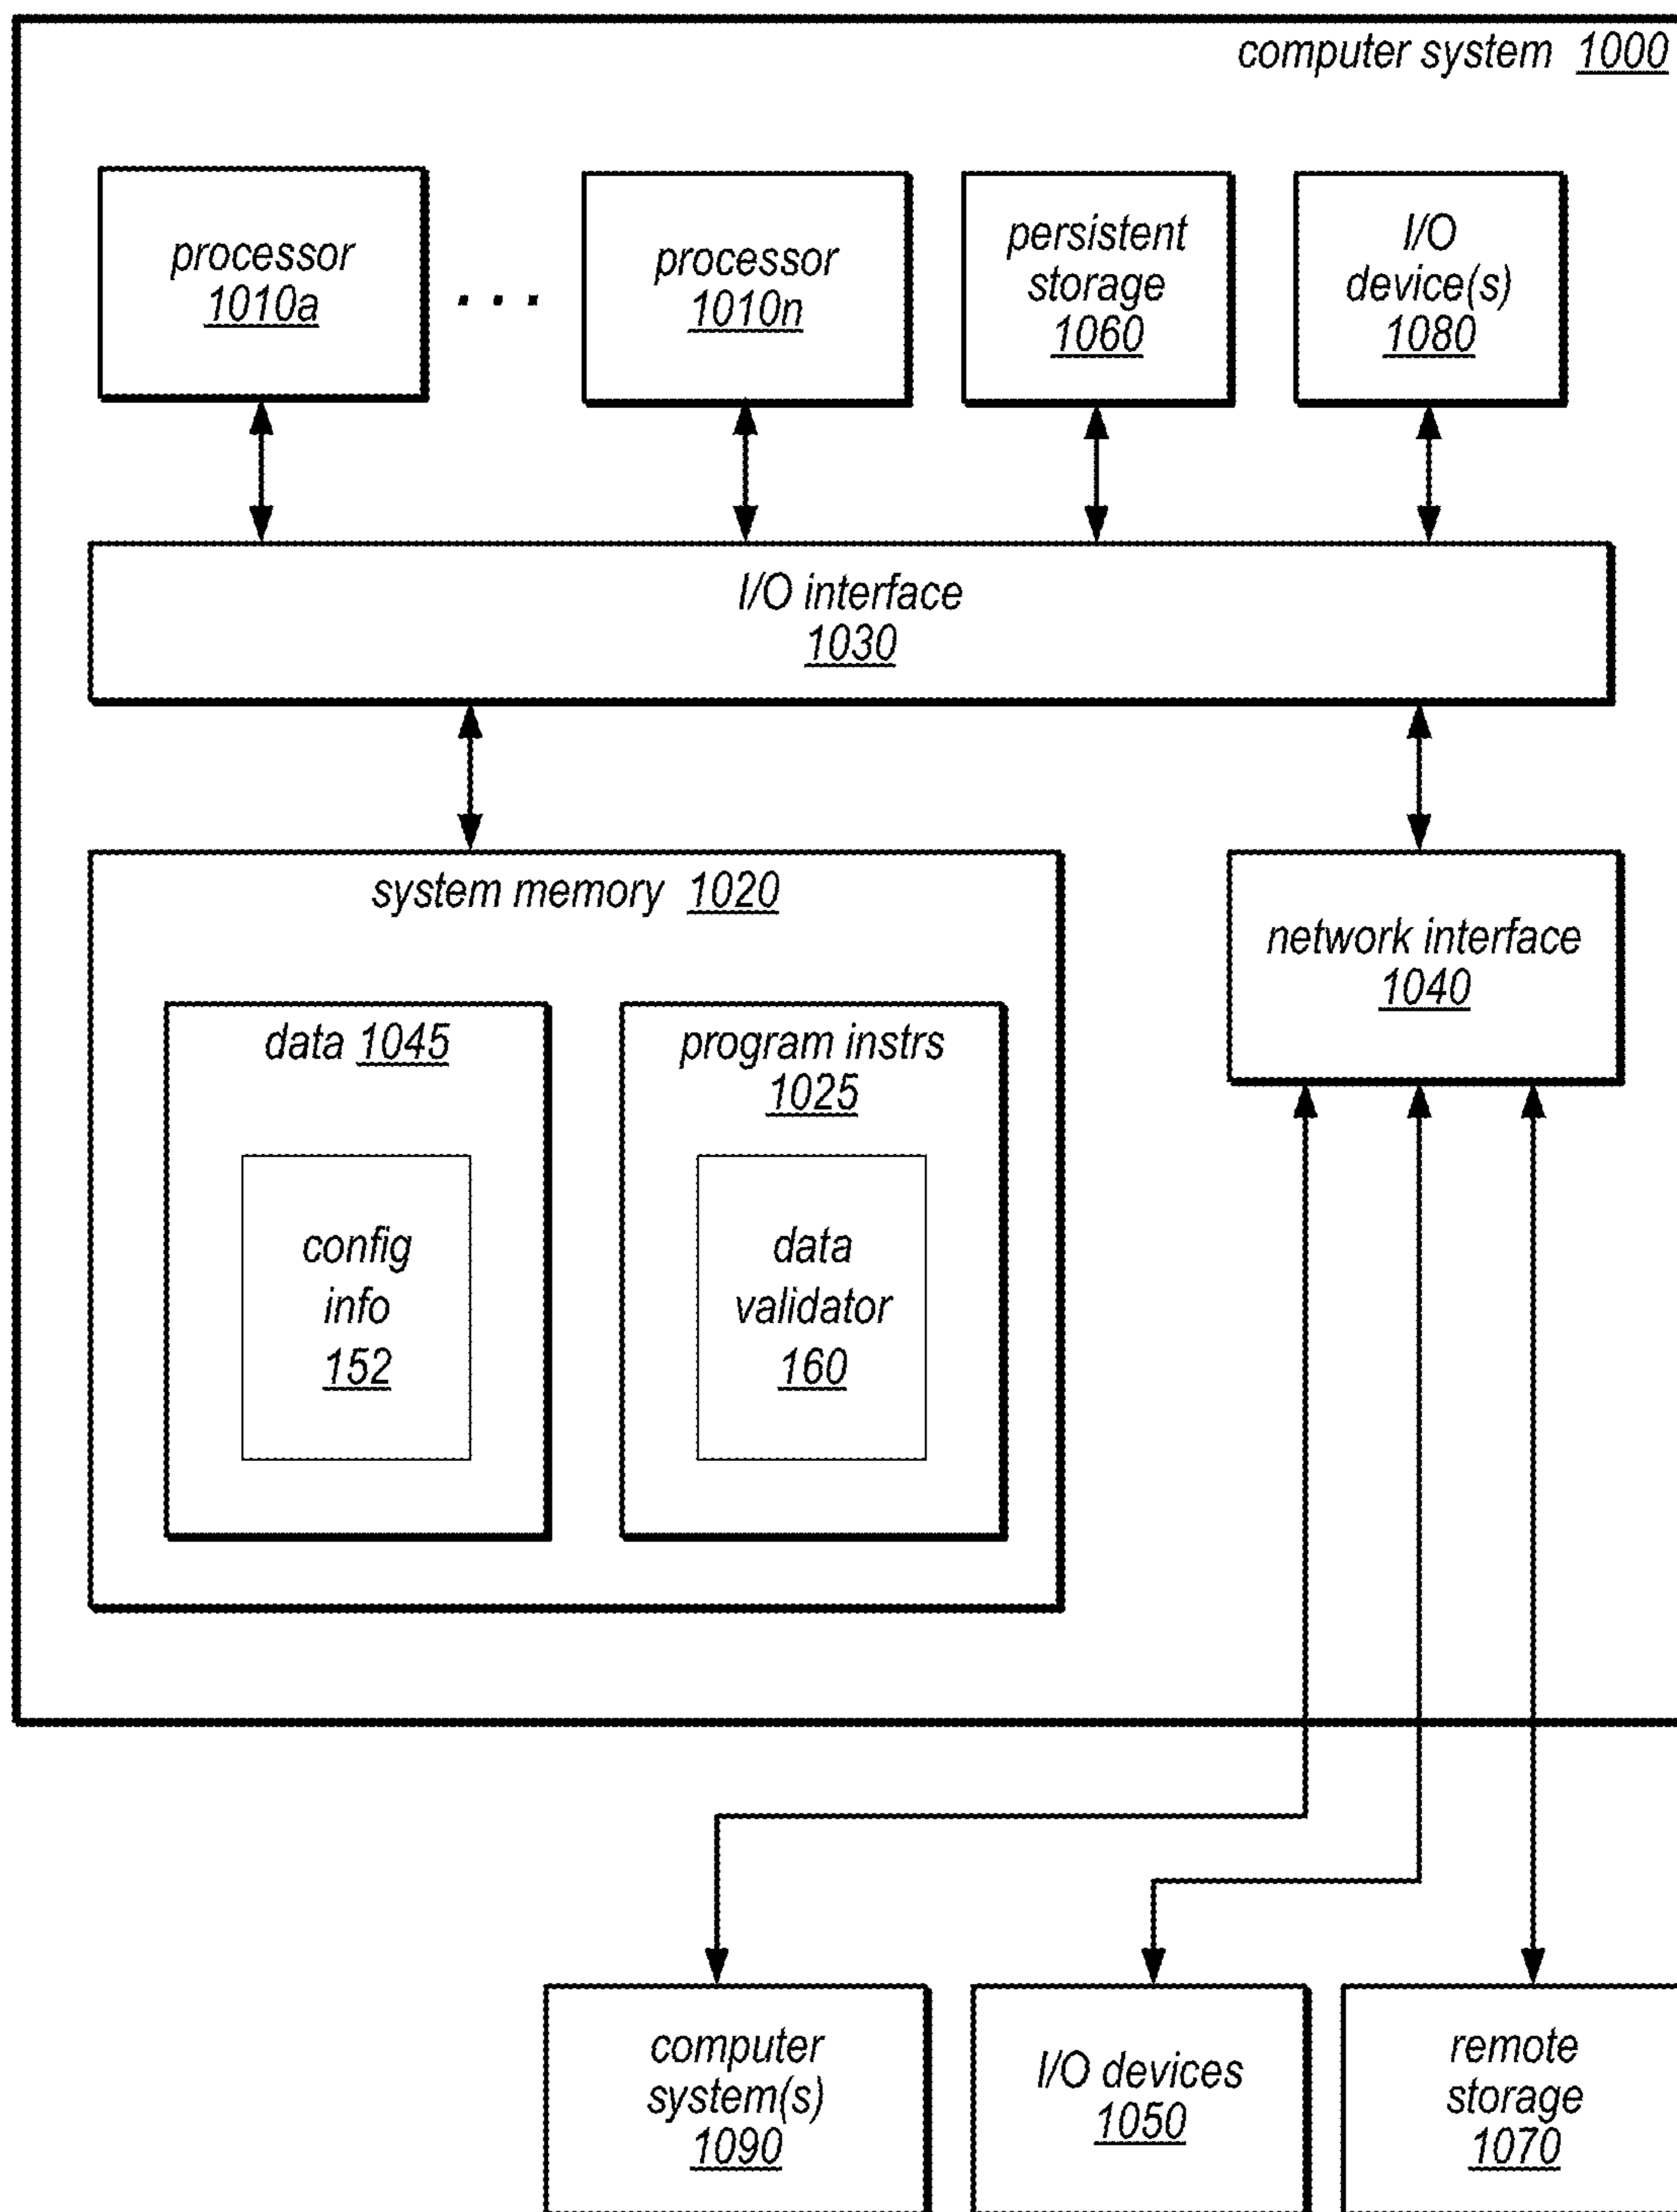 computer system 1000
processor
1010a
. . .
processor
1010n
persistent
storage
1060
I/O
device(s)
1080
I/O interface
1030
system memory 1020
data 1045
config
info
152
program instrs
1025
data
validator
160
network interface
1040
computer
system(s)
1090
I/O devices
1050
remote
storage
1070